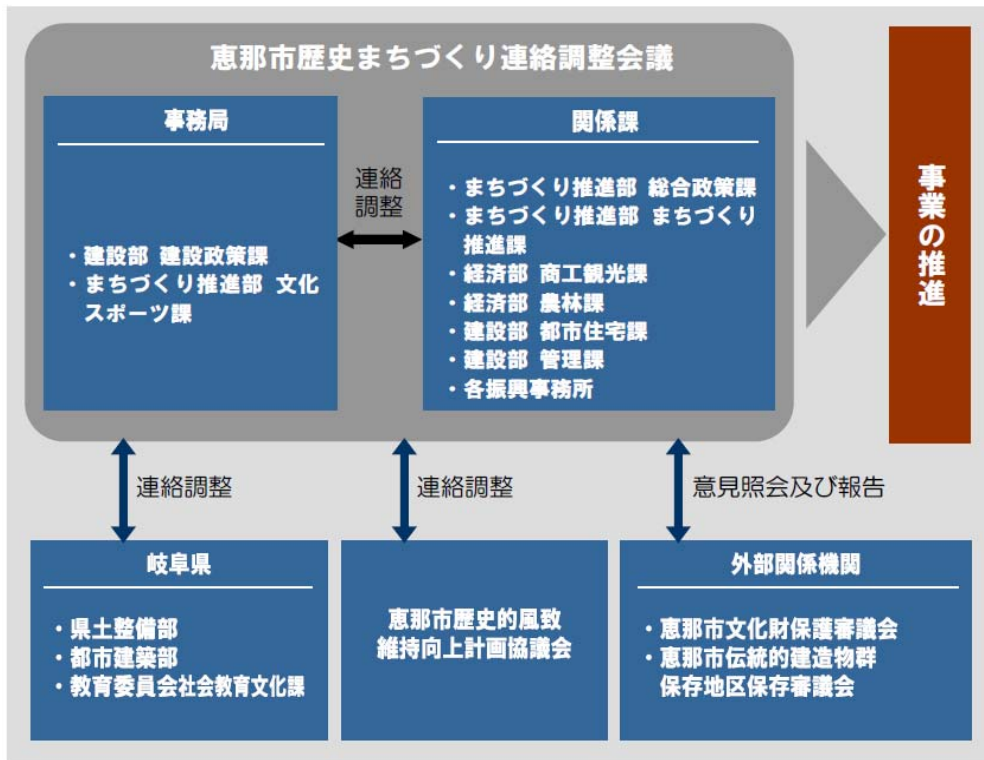 恵那市歴史まちづくり連絡調整会議
事務局
・建設部 建設政策課
・まちづくり推進部 文化
スポーツ課
連絡
調整
関係課
・まちづくり推進部 総合政策課
・まちづくり推進部 まちづくり
推進課
・経済部 商工観光課
・経済部 農林課
・建設部 都市住宅課
・建設部 管理課
・各振興事務所
事業の推進
連絡調整
連絡調整
意見照会及び報告
岐阜県
・県土整備部
・都市建築部
・教育委員会社会教育文化課
恵那市歴史的風致
維持向上計画協議会
外部関係機関
・恵那市文化財保護審議会
・恵那市伝統的建造物群
保存地区保存審議会